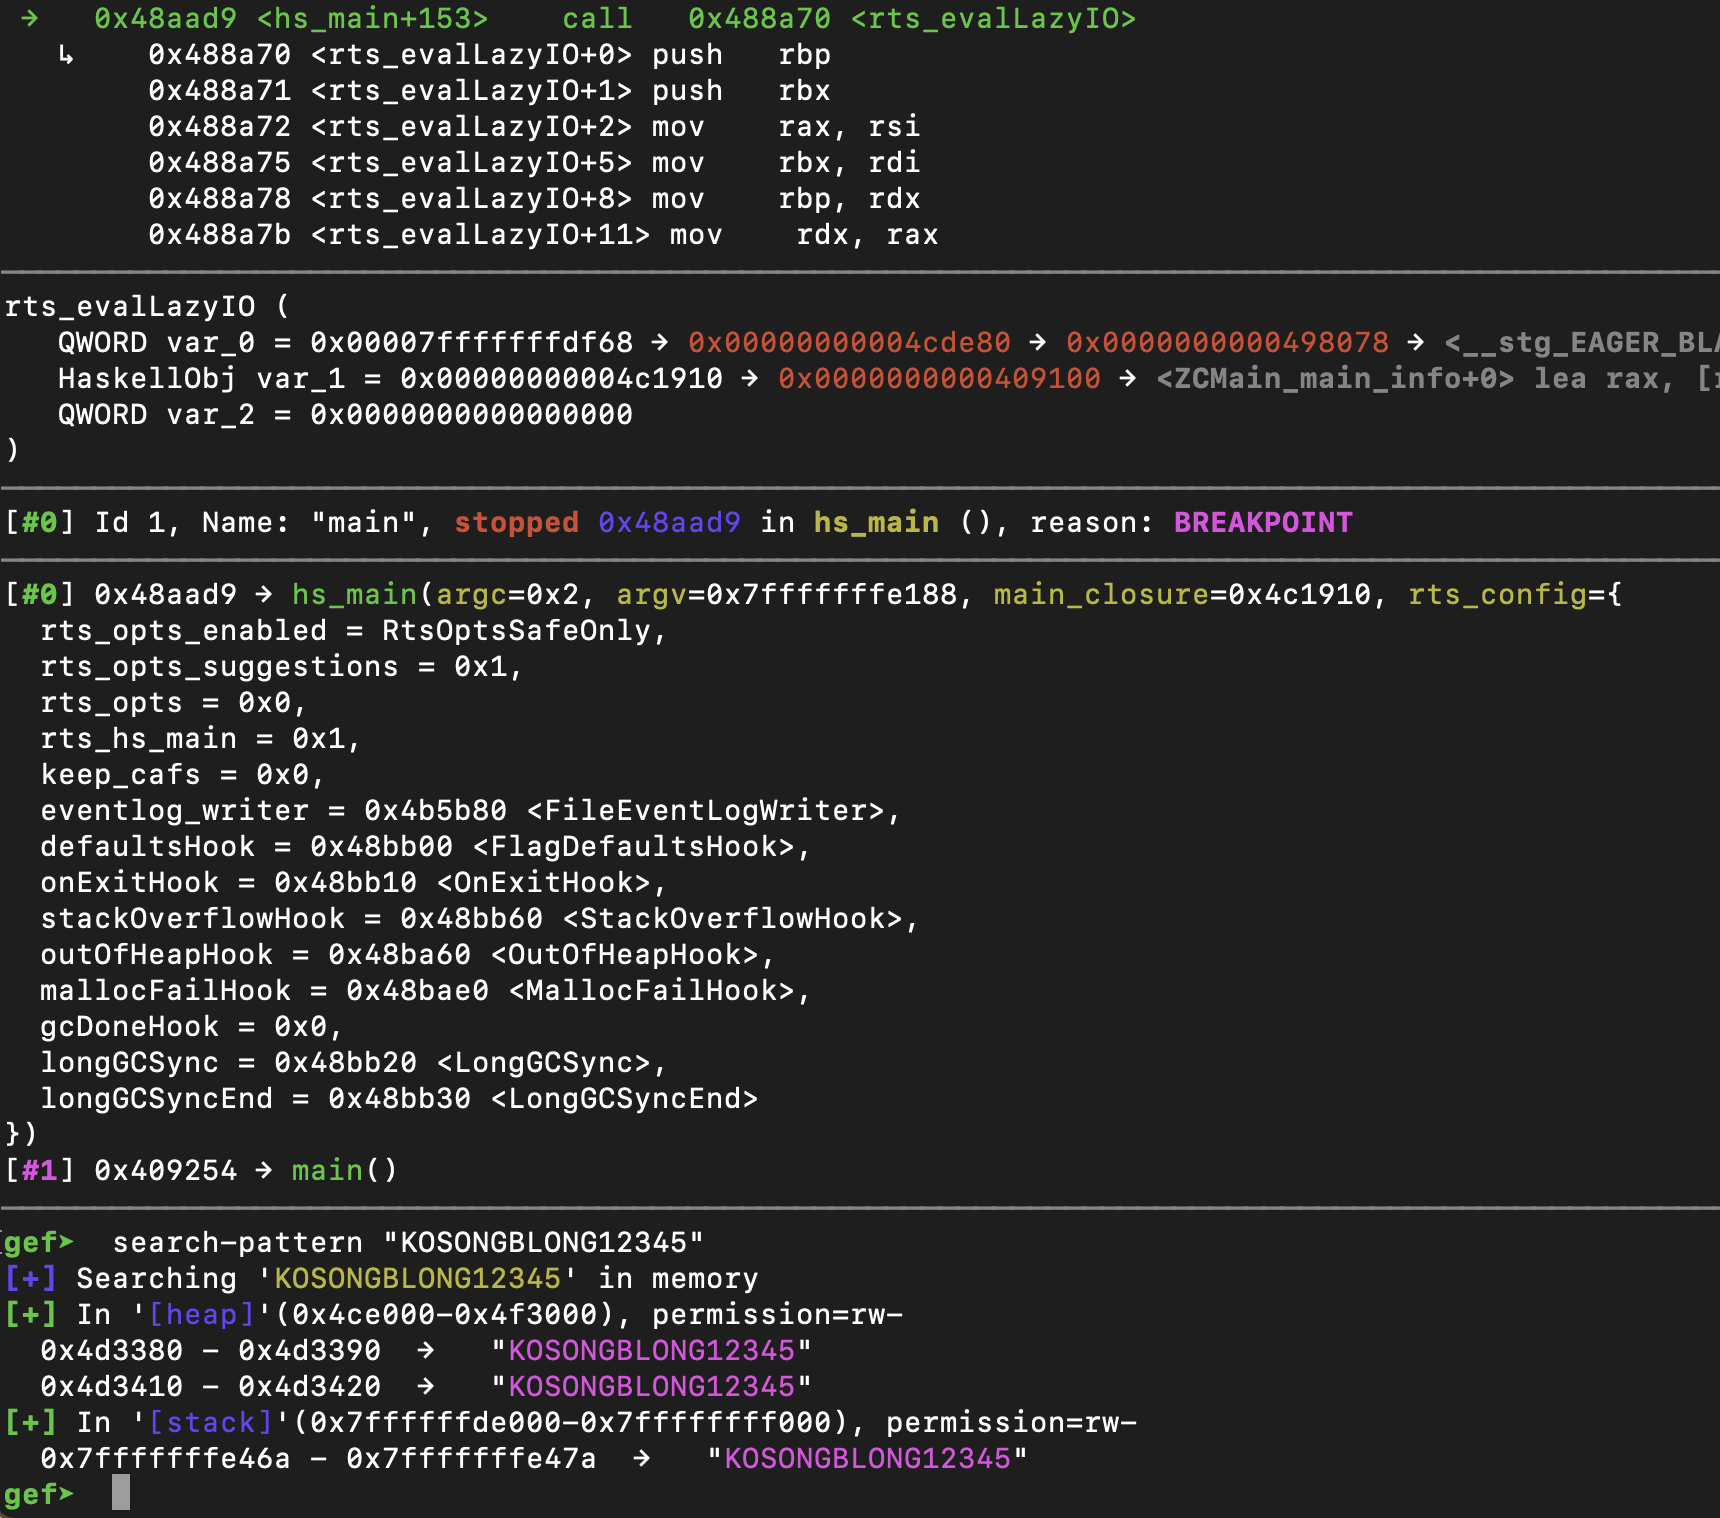 → 0x48aad9 <hs_main+153> call 0x488a70 <rts_evalLazyIO>
↳ 0x488a70 <rts_evalLazyIO+0> push rbp
0x488a71 <rts_evalLazyIO+1> push rbx
0x488a72 <rts_evalLazyIO+2> mov rax, rsi
0x488a75 <rts_evalLazyIO+5> mov rbx, rdi
0x488a78 <rts_evalLazyIO+8> mov rbp, rdx
0x488a7b <rts_evalLazyIO+11> mov rdx, rax
rts_evalLazyIO (
QWORD var_0 = 0x00007fffffffdf68 → 0x00000000004cde80 → 0x0000000000498078 → <__stg_EAGER_BLA
HaskellObj var_1 = 0x00000000004c1910 → 0x0000000000409100 → <ZCMain_main_info+0> lea rax, [r
QWORD var_2 = 0x0000000000000000
)
[#0] Id 1, Name: "main", stopped 0x48aad9 in hs_main (), reason: BREAKPOINT
[#0] 0x48aad9 → hs_main(argc=0x2, argv=0x7fffffffe188, main_closure=0x4c1910, rts_config={
rts_opts_enabled = RtsOptsSafeOnly,
rts_opts_suggestions = 0x1,
rts_opts = 0x0,
rts_hs_main = 0x1,
keep_cafs = 0x0,
eventlog_writer = 0x4b5b80 <FileEventLogWriter>,
defaultsHook = 0x48bb00 <FlagDefaultsHook>,
onExitHook = 0x48bb10 <OnExitHook>,
stackOverflowHook = 0x48bb60 <StackOverflowHook>,
outOfHeapHook = 0x48ba60 <OutOfHeapHook>,
mallocFailHook = 0x48bae0 <MallocFailHook>,
gcDoneHook = 0x0,
longGCSync = 0x48bb20 <LongGCSync>,
longGCSyncEnd = 0x48bb30 <LongGCSyncEnd>
})
[#1] 0x409254 → main()
gef➤ search-pattern "KOSONGBLONG12345"
[+] Searching 'KOSONGBLONG12345' in memory
[+] In '[heap]'(0x4ce000-0x4f3000), permission=rw-
0x4d3380 - 0x4d3390 → "KOSONGBLONG12345"
0x4d3410 - 0x4d3420 → "KOSONGBLONG12345"
[+] In '[stack]'(0x7ffffffde000-0x7ffffffff000), permission=rw-
0x7fffffffe46a - 0x7fffffffe47a → "KOSONGBLONG12345"
gef➤